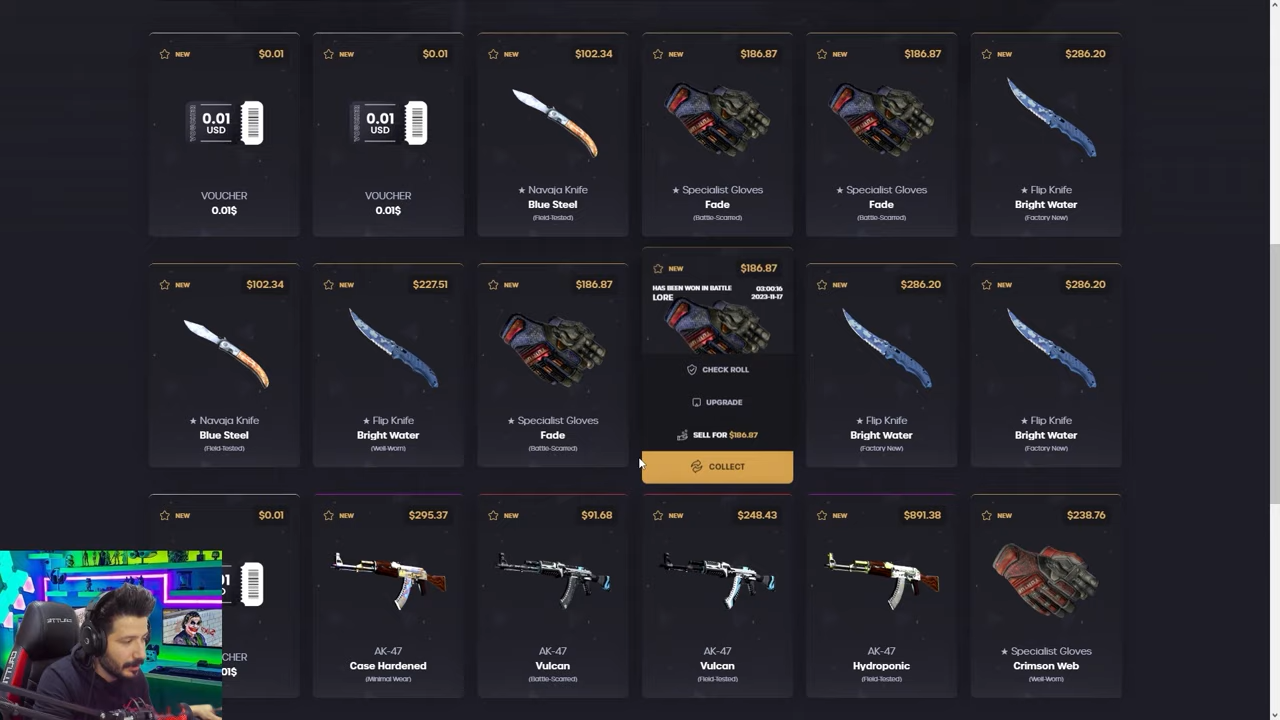 NEW $0.01
0.01
USD
VOUCHER
0.01$
NEW $0.01
0.01
USD
VOUCHER
0.01$
NEW $102.34
★ Navaja Knife
Blue Steel
(Field-Tested)
NEW $186.87
★ Specialist Gloves
Fade
(Battle-Scarred)
NEW $186.87
★ Specialist Gloves
Fade
(Battle-Scarred)
NEW $286.20
★ Flip Knife
Bright Water
(Factory New)
NEW $102.34
★ Navaja Knife
Blue Steel
(Field-Tested)
NEW $227.51
★ Flip Knife
Bright Water
(Well-Worn)
NEW $186.87
★ Specialist Gloves
Fade
(Battle-Scarred)
NEW $186.87
HAS BEEN WON IN BATTLE 03:00:16
LORE 2023-11-17
CHECK ROLL
UPGRADE
SELL FOR $186.87
COLLECT
NEW $286.20
★ Flip Knife
Bright Water
(Factory New)
NEW $286.20
★ Flip Knife
Bright Water
(Factory New)
NEW $0.01
CHER
01$
NEW $295.37
AK-47
Case Hardened
(Minimal Wear)
NEW $91.68
AK-47
Vulcan
(Battle-Scarred)
NEW $248.43
AK-47
Vulcan
(Field-Tested)
NEW $891.38
AK-47
Hydroponic
(Field-Tested)
NEW $238.76
★ Specialist Gloves
Crimson Web
(Well-Worn)